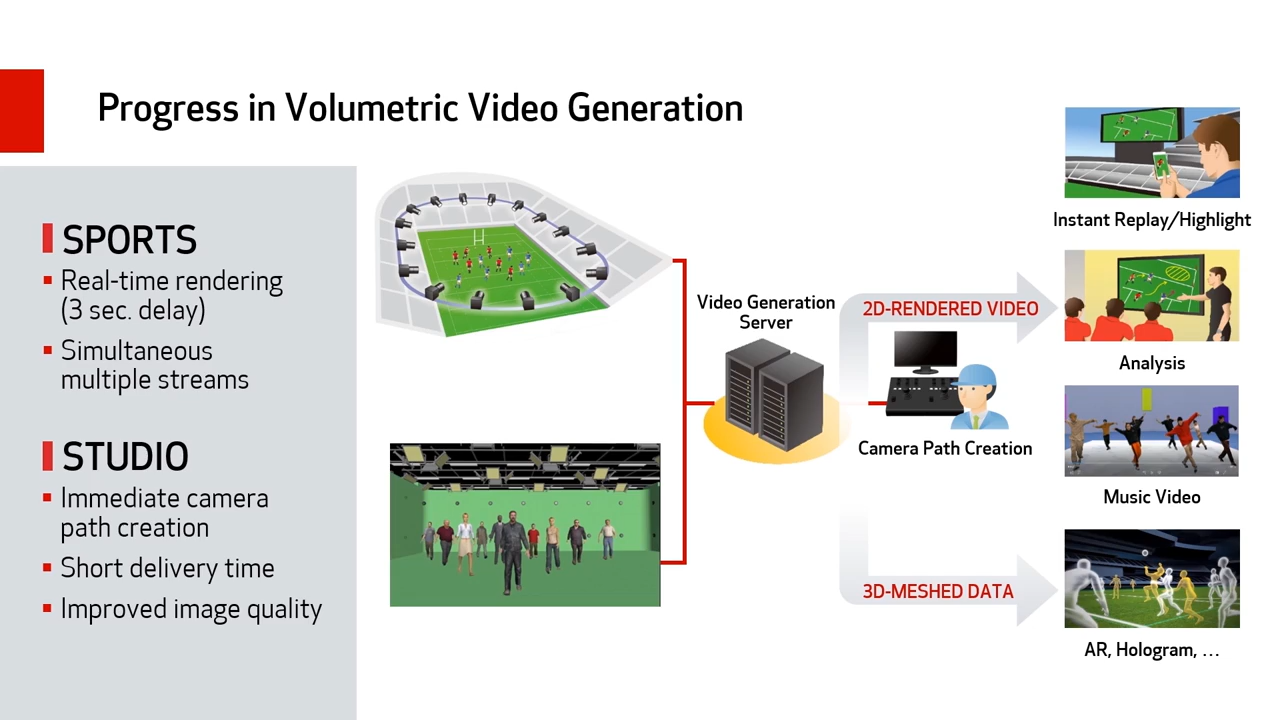 Progress in Volumetric Video Generation
SPORTS
Real-time rendering
(3 sec. delay)
Simultaneous
multiple streams
STUDIO
Immediate camera
path creation
Short delivery time
Improved image quality
Video Generation
Server
2D-RENDERED VIDEO
Camera Path Creation
3D-MESHED DATA
Instant Replay/Highlight
Analysis
Music Video
AR, Hologram, …